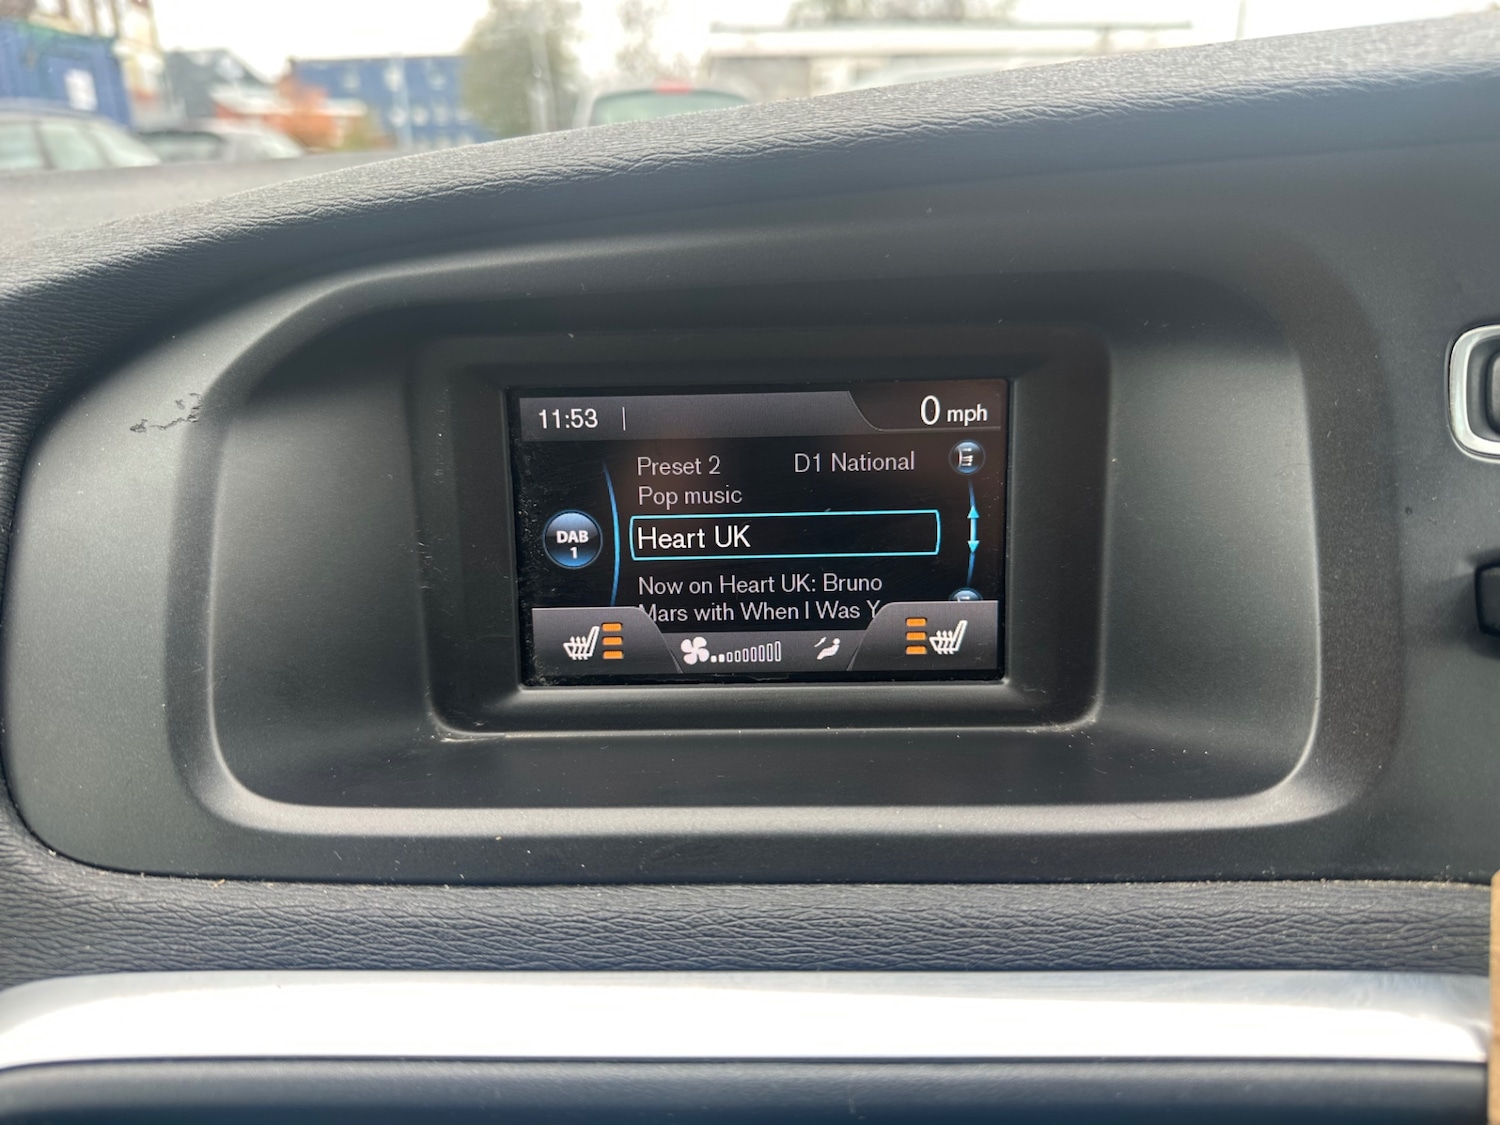 11:53 0 mph
Preset 2 D1 National
Pop music
DAB
1
Heart UK
Now on Heart UK: Bruno
Mars with When I Was Y